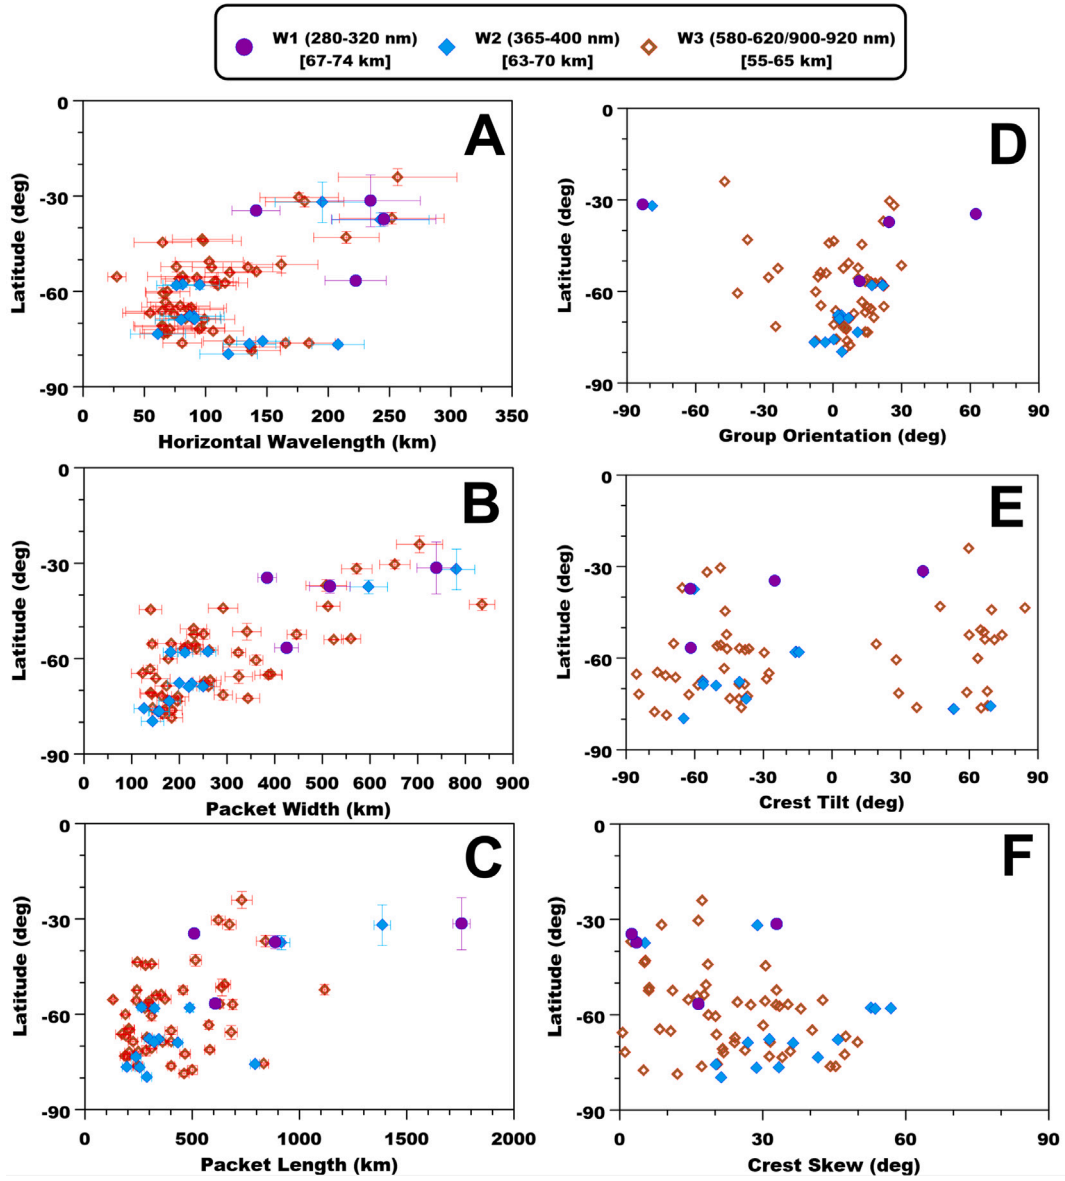 W1 (280-320 nm) W2 (365-400 nm) W3 (580-620/900-920 nm)
[67-74 km] [63-70 km] [55-65 km]
A
0
-30
-60
-90
Latitude (deg)
0 50 100 150 200 250 300 350
Horizontal Wavelength (km)
D
0
-30
-60
-90
Latitude (deg)
-90 -60 -30 0 30 60 90
Group Orientation (deg)
B
0
-30
-60
-90
Latitude (deg)
0 100 200 300 400 500 600 700 800 900
Packet Width (km)
E
0
-30
-60
-90
Latitude (deg)
-90 -60 -30 0 30 60 90
Crest Tilt (deg)
C
0
-30
-60
-90
Latitude (deg)
0 500 1000 1500 2000
Packet Length (km)
F
0
-30
-60
-90
Latitude (deg)
0 30 60 90
Crest Skew (deg)